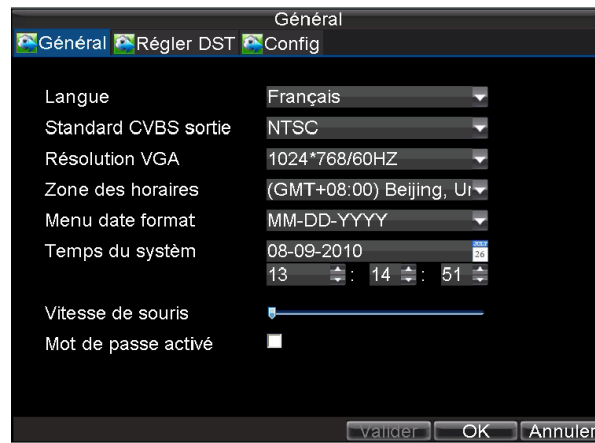 Général
Général Régler DST Config
Langue Français
Standard CVBS sortie NTSC
Résolution VGA 1024*768/60HZ
Zone des horaires (GMT+08:00) Beijing, Ur
Menu date format MM-DD-YYYY
Temps du systèm 08-09-2010
JULY
26
13 : 14 : 51
Vitesse de souris
Mot de passe activé
Valider OK Annuler